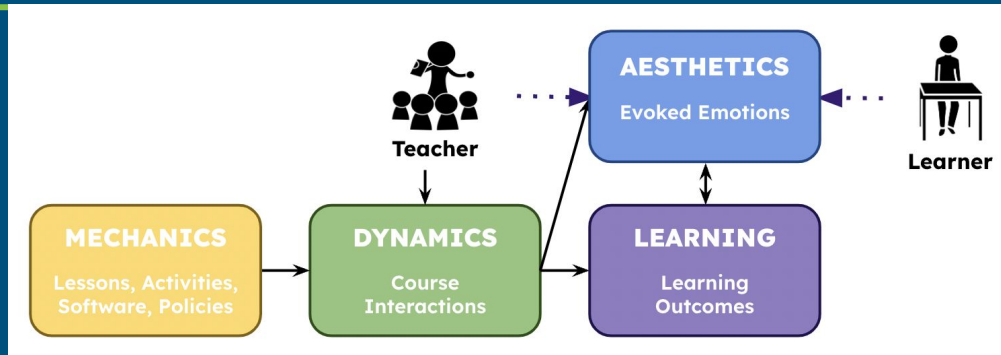 AESTHETICS
Evoked Emotions
Teacher
Learner
MECHANICS
Lessons, Activities,
Software, Policies
DYNAMICS
Course
Interactions
LEARNING
Learning
Outcomes